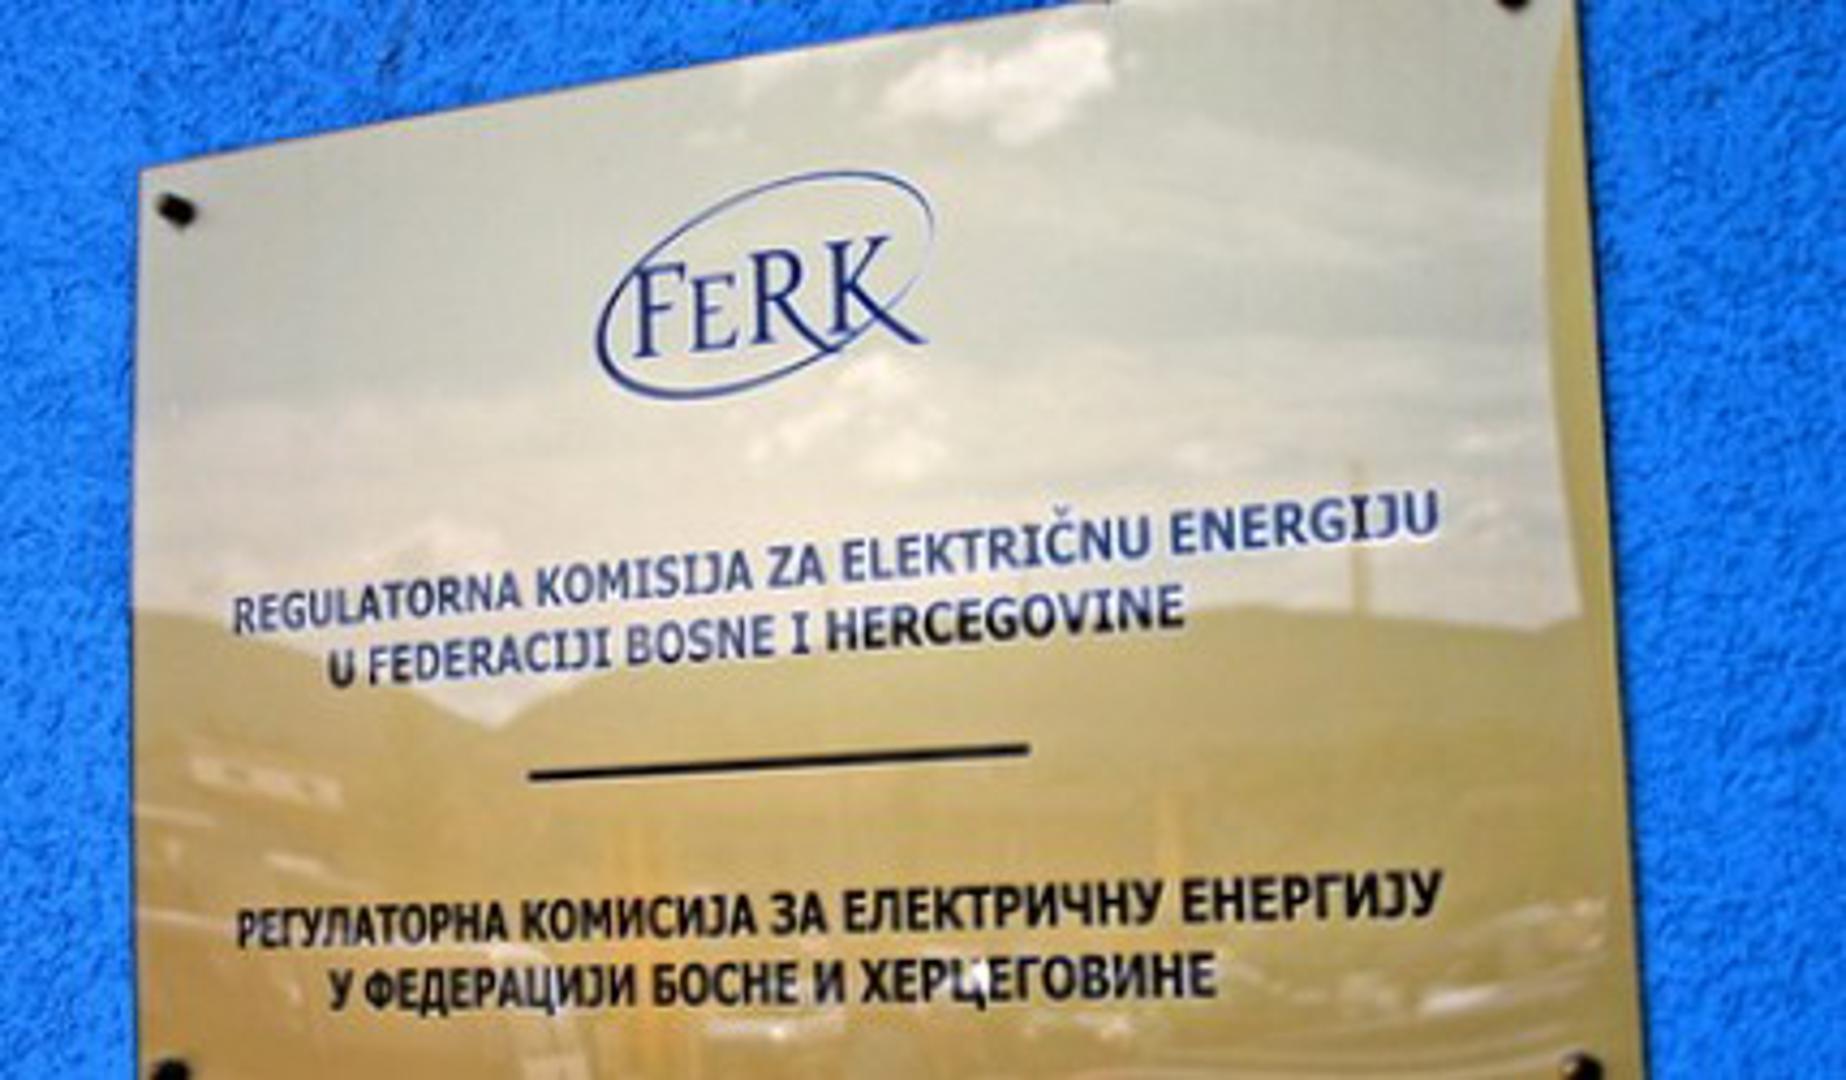 FERK
REGULATORNA KOMISIJA ZA ELEKTRIČNU ENERGIJU
U FEDERACIJI BOSNE I HERCEGOVINE
РЕГУЛАТОРНА КОМИСИЈА ЗА ЕЛЕКТРИЧНУ ЕНЕРГИЈУ
У ФЕДЕРАЦИЈИ БОСНЕ И ХЕРЦЕГОВИНЕ